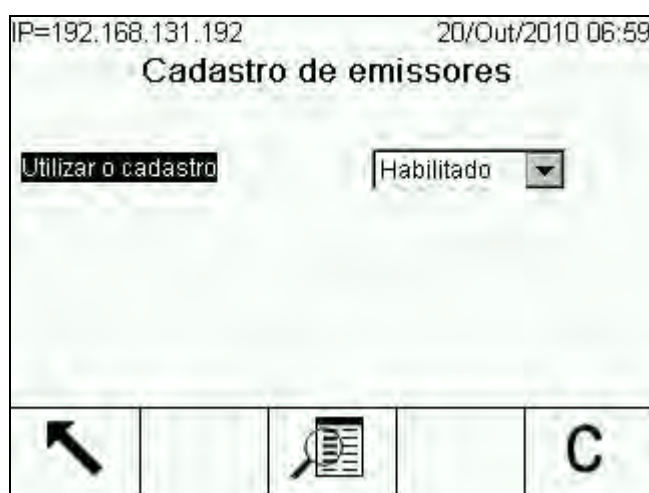 IP=192.168.131.192 20/Out/2010 06:59
Cadastro de emissores
Utilizar o cadastro Habilitado
C